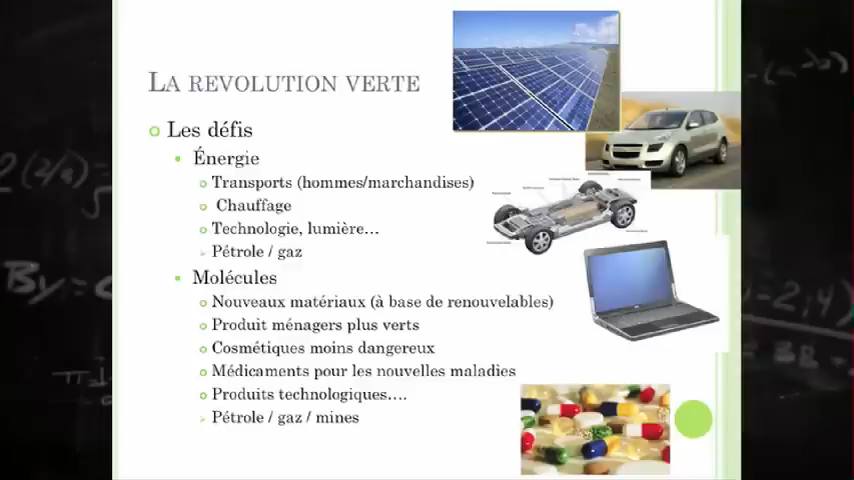 LA REVOLUTION VERTE
Les défis
Énergie
Transports (hommes/marchandises)
Chauffage
Technologie, lumière…
Pétrole / gaz
Molécules
Nouveaux matériaux (à base de renouvelables)
Produit ménagers plus verts
Cosmétiques moins dangereux
Médicaments pour les nouvelles maladies
Produits technologiques….
Pétrole / gaz / mines